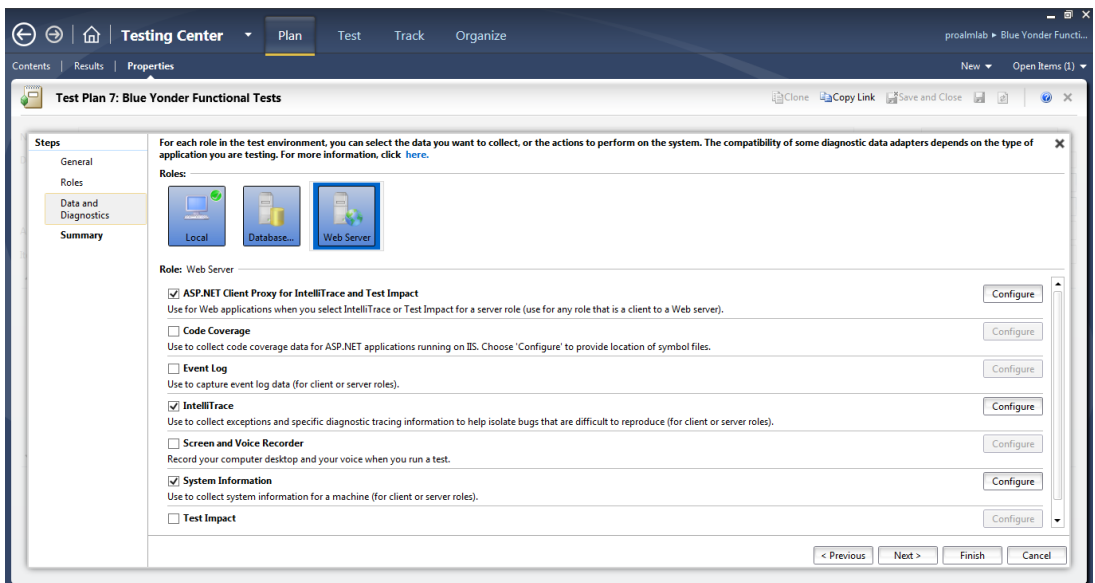 Testing Center Plan Test Track Organize proalmlab ▸ Blue Yonder Functi...
Contents | Results | Properties New Open Items (1)
Test Plan 7: Blue Yonder Functional Tests Clone Copy Link Save and Close
Steps
General
Roles
Data and
Diagnostics
Summary
For each role in the test environment, you can select the data you want to collect, or the actions to perform on the system. The compatibility of some diagnostic data adapters depends on the type of
application you are testing. For more information, click here.
Roles:
Local Database... Web Server
Role: Web Server
ASP.NET Client Proxy for IntelliTrace and Test Impact Configure
Use for Web applications when you select IntelliTrace or Test Impact for a server role (use for any role that is a client to a Web server).
Code Coverage Configure
Use to collect code coverage data for ASP.NET applications running on IIS. Choose 'Configure' to provide location of symbol files.
Event Log Configure
Use to capture event log data (for client or server roles).
IntelliTrace Configure
Use to collect exceptions and specific diagnostic tracing information to help isolate bugs that are difficult to reproduce (for client or server roles).
Screen and Voice Recorder Configure
Record your computer desktop and your voice when you run a test.
System Information Configure
Use to collect system information for a machine (for client or server roles).
Test Impact Configure
< Previous Next > Finish Cancel